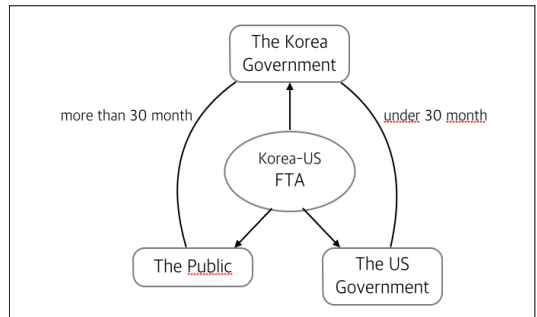 The Korea
Government
more than 30 month
under 30 month
Korea-US
FTA
The Public
The US
Government